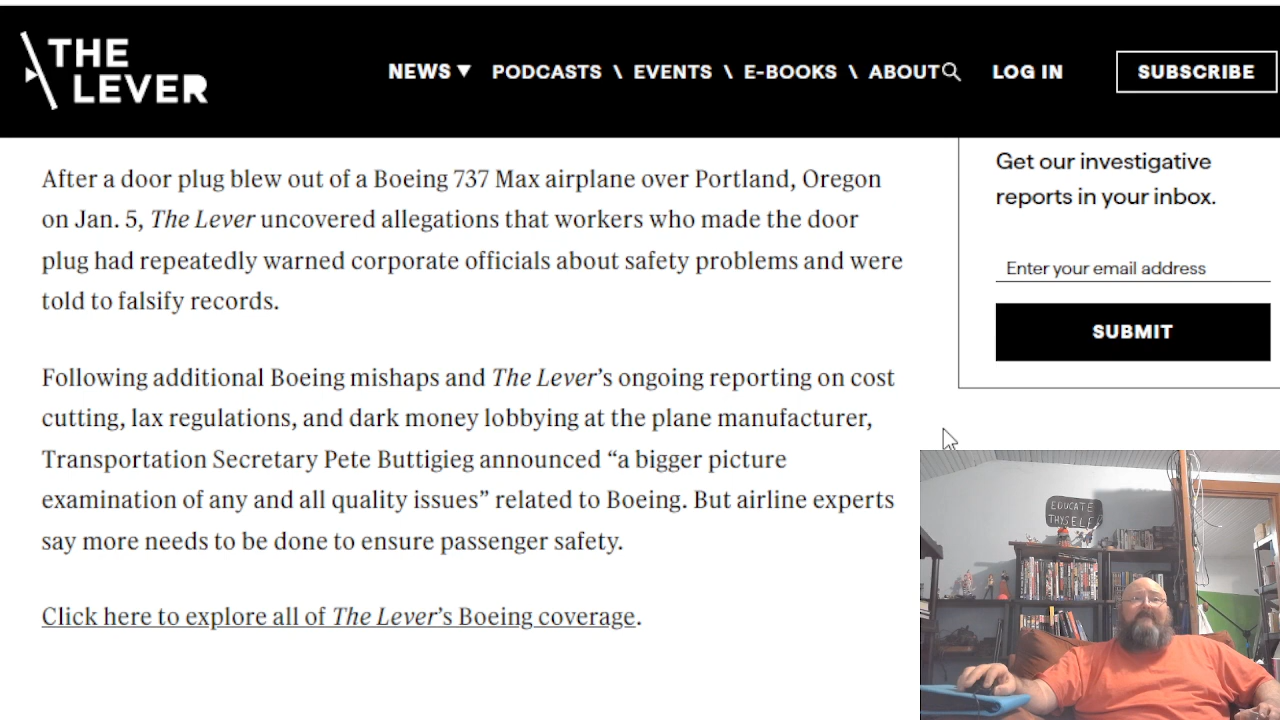 THE
LEVER
NEWS ▼ PODCASTS \ EVENTS \ E-BOOKS \ ABOUT LOG IN SUBSCRIBE
After a door plug blew out of a Boeing 737 Max airplane over Portland, Oregon
on Jan. 5, The Lever uncovered allegations that workers who made the door
plug had repeatedly warned corporate officials about safety problems and were
told to falsify records.
Following additional Boeing mishaps and The Lever’s ongoing reporting on cost
cutting, lax regulations, and dark money lobbying at the plane manufacturer,
Transportation Secretary Pete Buttigieg announced “a bigger picture
examination of any and all quality issues” related to Boeing. But airline experts
say more needs to be done to ensure passenger safety.
Click here to explore all of The Lever’s Boeing coverage.
Get our investigative
reports in your inbox.
Enter your email address
SUBMIT
EDUCATE
THYSELF